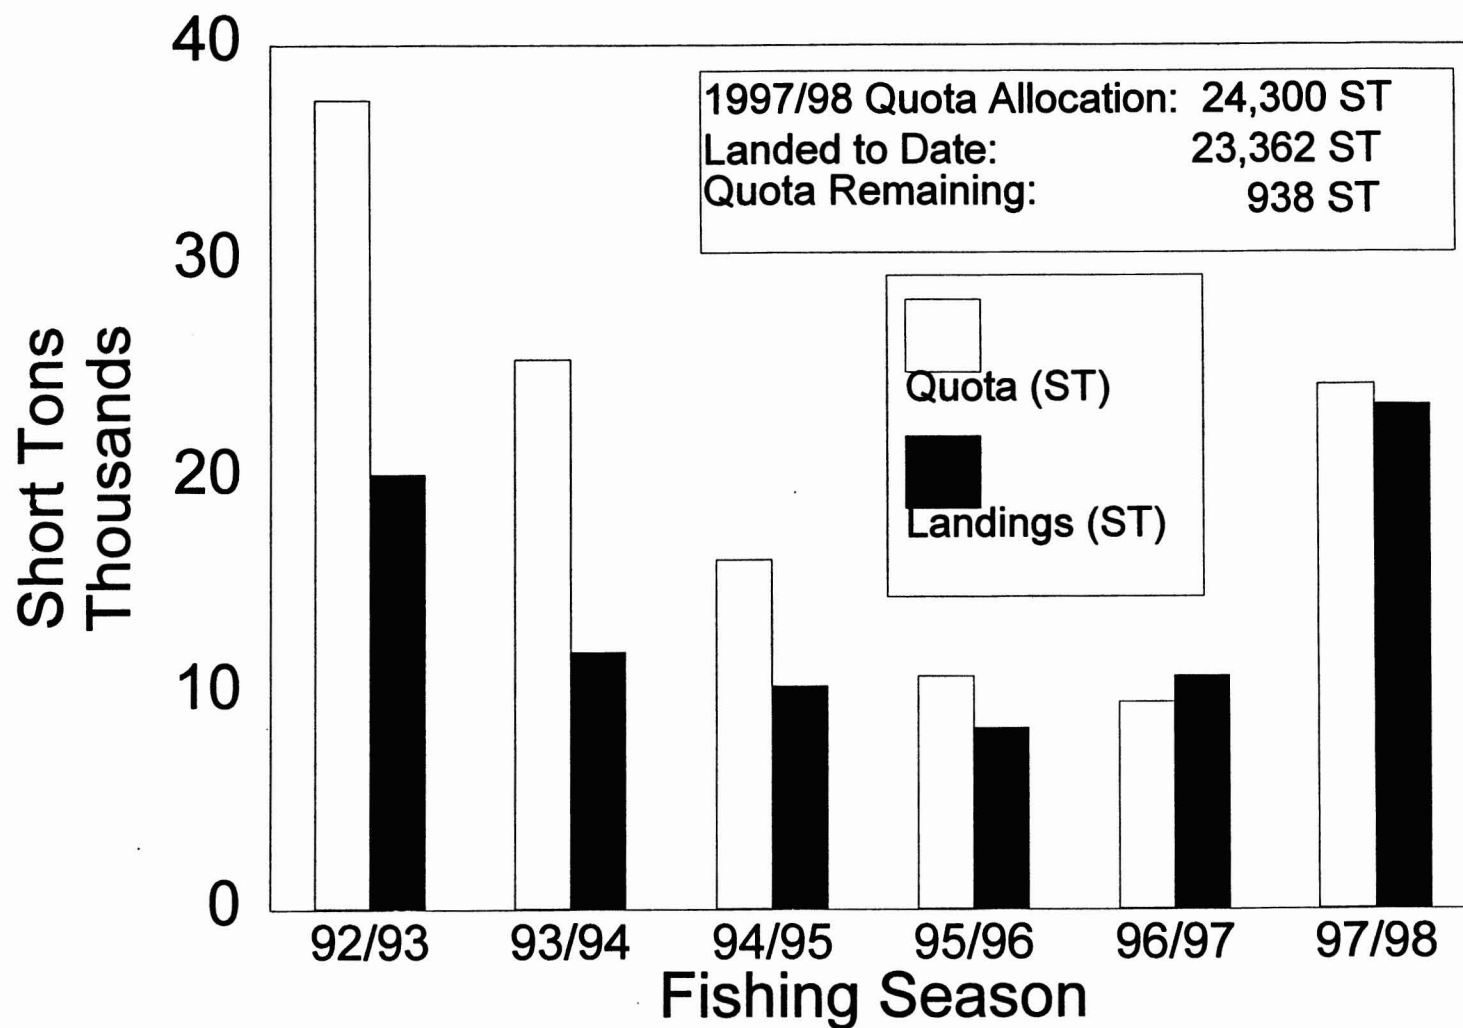 40
30
20
10
0
Short Tons
Thousands
1997/98 Quota Allocation: 24,300 ST
Landed to Date: 23,362 ST
Quota Remaining: 938 ST
Quota (ST)
Landings (ST)
92/93 93/94 94/95 95/96 96/97 97/98
Fishing Season